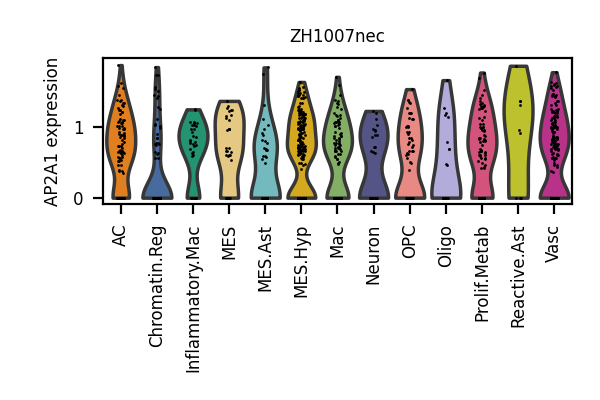 ZH1007nec
AP2A1 expression
1
0
AC
Chromatin.Reg
Inflammatory.Mac
MES
MES.Ast
MES.Hyp
Mac
Neuron
OPC
Oligo
Prolif.Metab
Reactive.Ast
Vasc